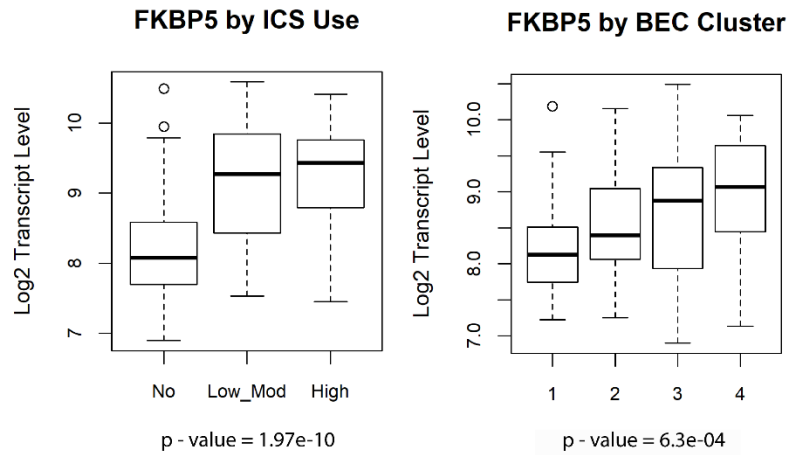 FKBP5 by ICS Use
Log2 Transcript Level
10
9
8
7
No Low_Mod High
p - value = 1.97e-10
FKBP5 by BEC Cluster
Log2 Transcript Level
10.0
9.0
8.0
7.0
1 2 3 4
p - value = 6.3e-04